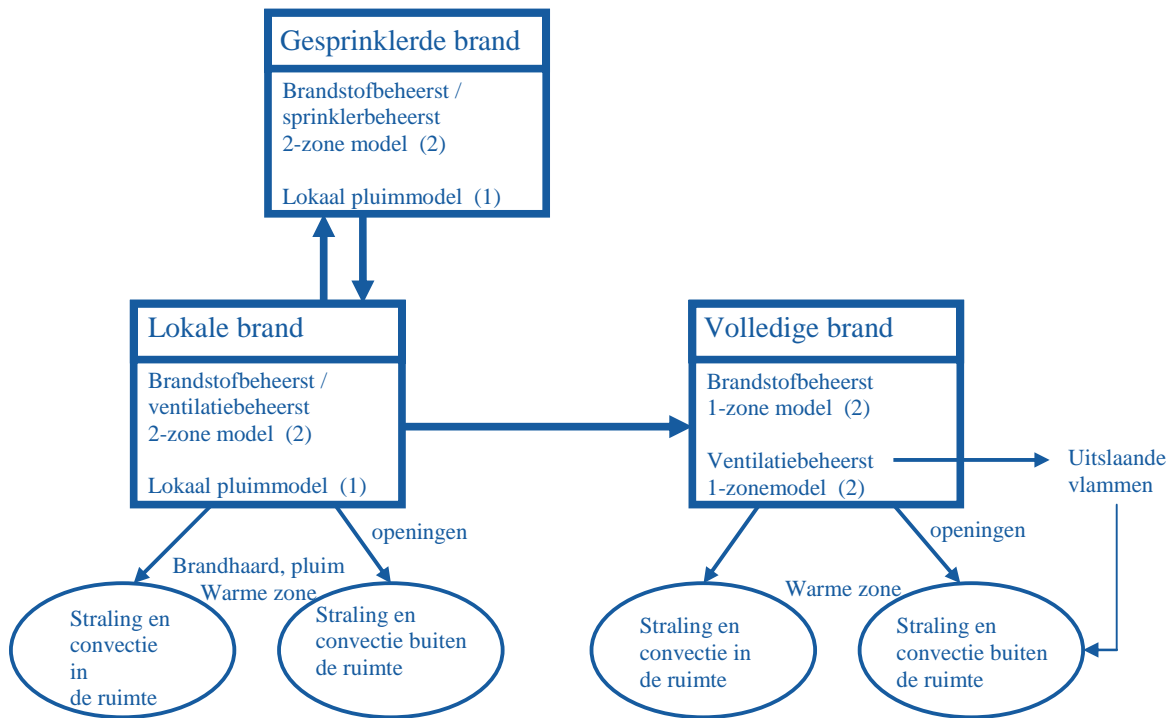 Gesprinklerde brand
Brandstofbeheerst /
sprinklerbeheerst
2-zone model (2)
Lokaal pluimmodel (1)
Lokale brand
Brandstofbeheerst /
ventilatiebeheerst
2-zone model (2)
Lokaal pluimmodel (1)
Volledige brand
Brandstofbeheerst
1-zone model (2)
Ventilatiebeheerst
1-zonemodel (2)
Uitslaande
vlammen
openingen
Brandhaard, pluim
Warme zone
openingen
Warme zone
Straling en
convectie
in
de ruimte
Straling en
convectie buiten
de ruimte
Straling en
convectie in
de ruimte
Straling en
convectie buiten
de ruimte